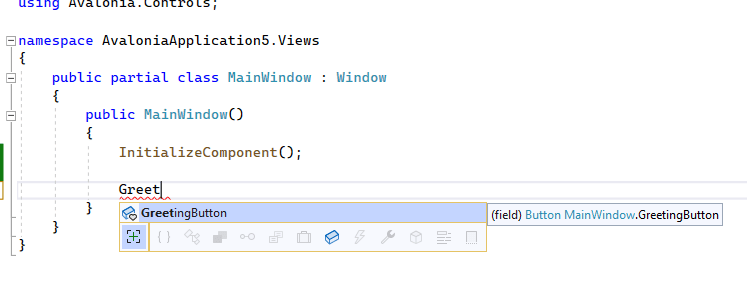 using Avalonia.Controls;
namespace AvaloniaApplication5.Views
{
public partial class MainWindow : Window
{
public MainWindow()
{
InitializeComponent();
Greet
GreetingButton
(field) Button MainWindow.GreetingButton
{ }
}
}
}